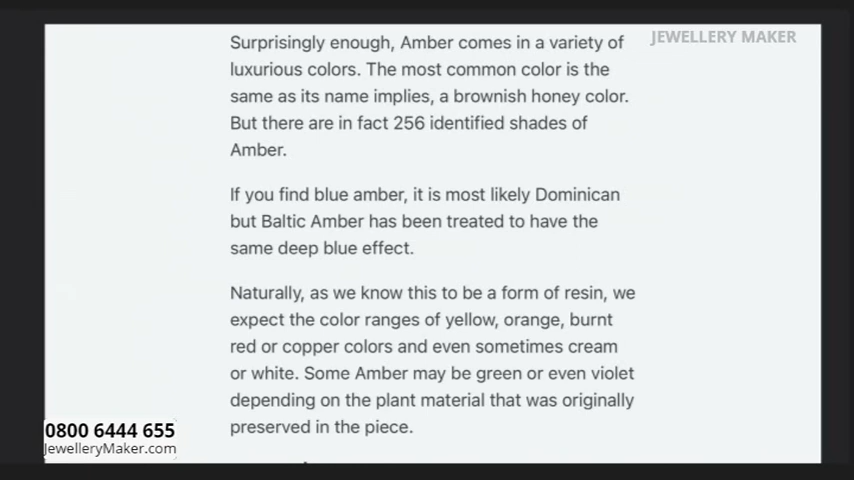 JEWELLERY MAKER
Surprisingly enough, Amber comes in a variety of
luxurious colors. The most common color is the
same as its name implies, a brownish honey color.
But there are in fact 256 identified shades of
Amber.
If you find blue amber, it is most likely Dominican
but Baltic Amber has been treated to have the
same deep blue effect.
Naturally, as we know this to be a form of resin, we
expect the color ranges of yellow, orange, burnt
red or copper colors and even sometimes cream
or white. Some Amber may be green or even violet
depending on the plant material that was originally
preserved in the piece.
0800 6444 655
JewelleryMaker.com